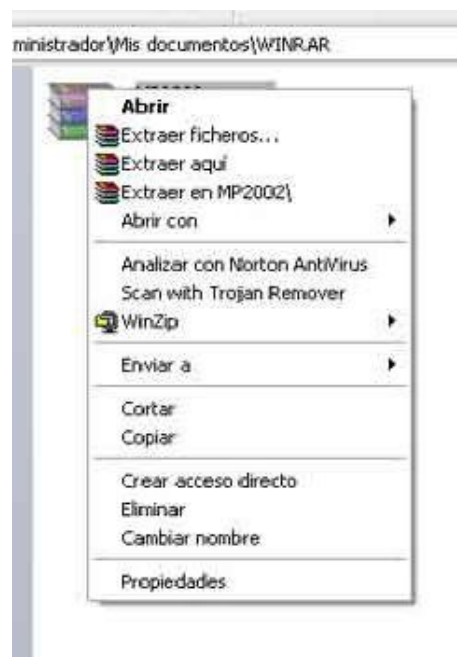 ministrador\Mis documentos\WINRAR
Abrir
Extraer ficheros...
Extraer aquí
Extraer en MP2002\
Abrir con
Analizar con Norton AntiVirus
Scan with Trojan Remover
WinZip
Enviar a
Cortar
Copiar
Crear acceso directo
Eliminar
Cambiar nombre
Propiedades